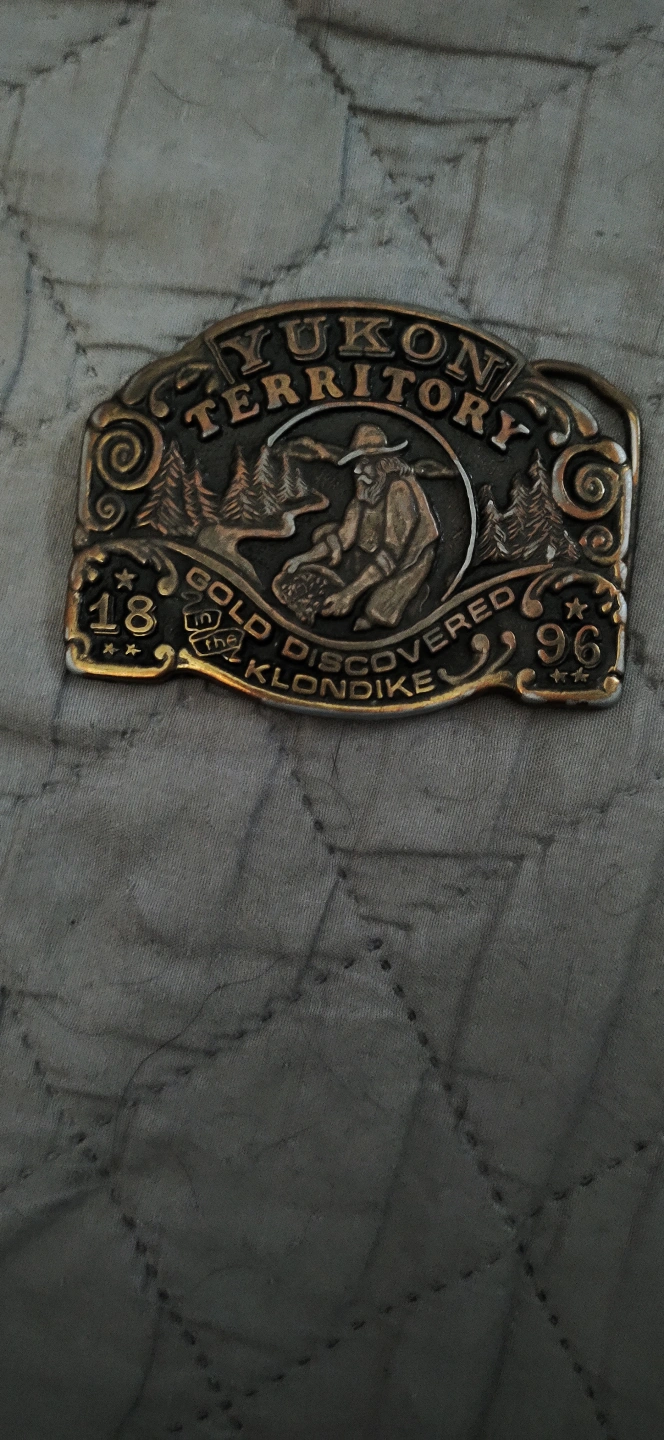 YUKON
TERRITORY
18
GOLD DISCOVERED
96
in
the
KLONDIKE